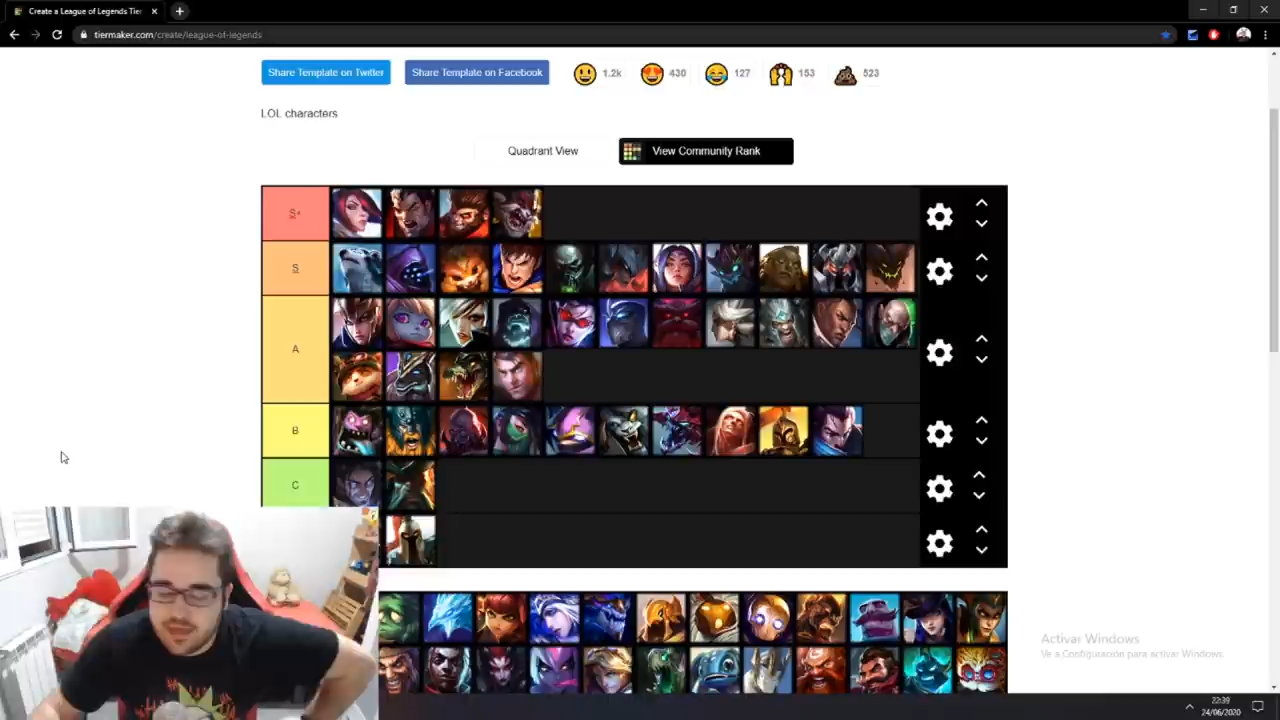 Create a League of Legends Tier
tiermaker.com/create/league-of-legends
Share Template on Twitter
Share Template on Facebook
1.2k
430
127
153
523
LOL characters
Quadrant View
View Community Rank
S+
S
A
B
C
Activar Windows
Ve a Configuración para activar Windows.
22:39
24/06/2020